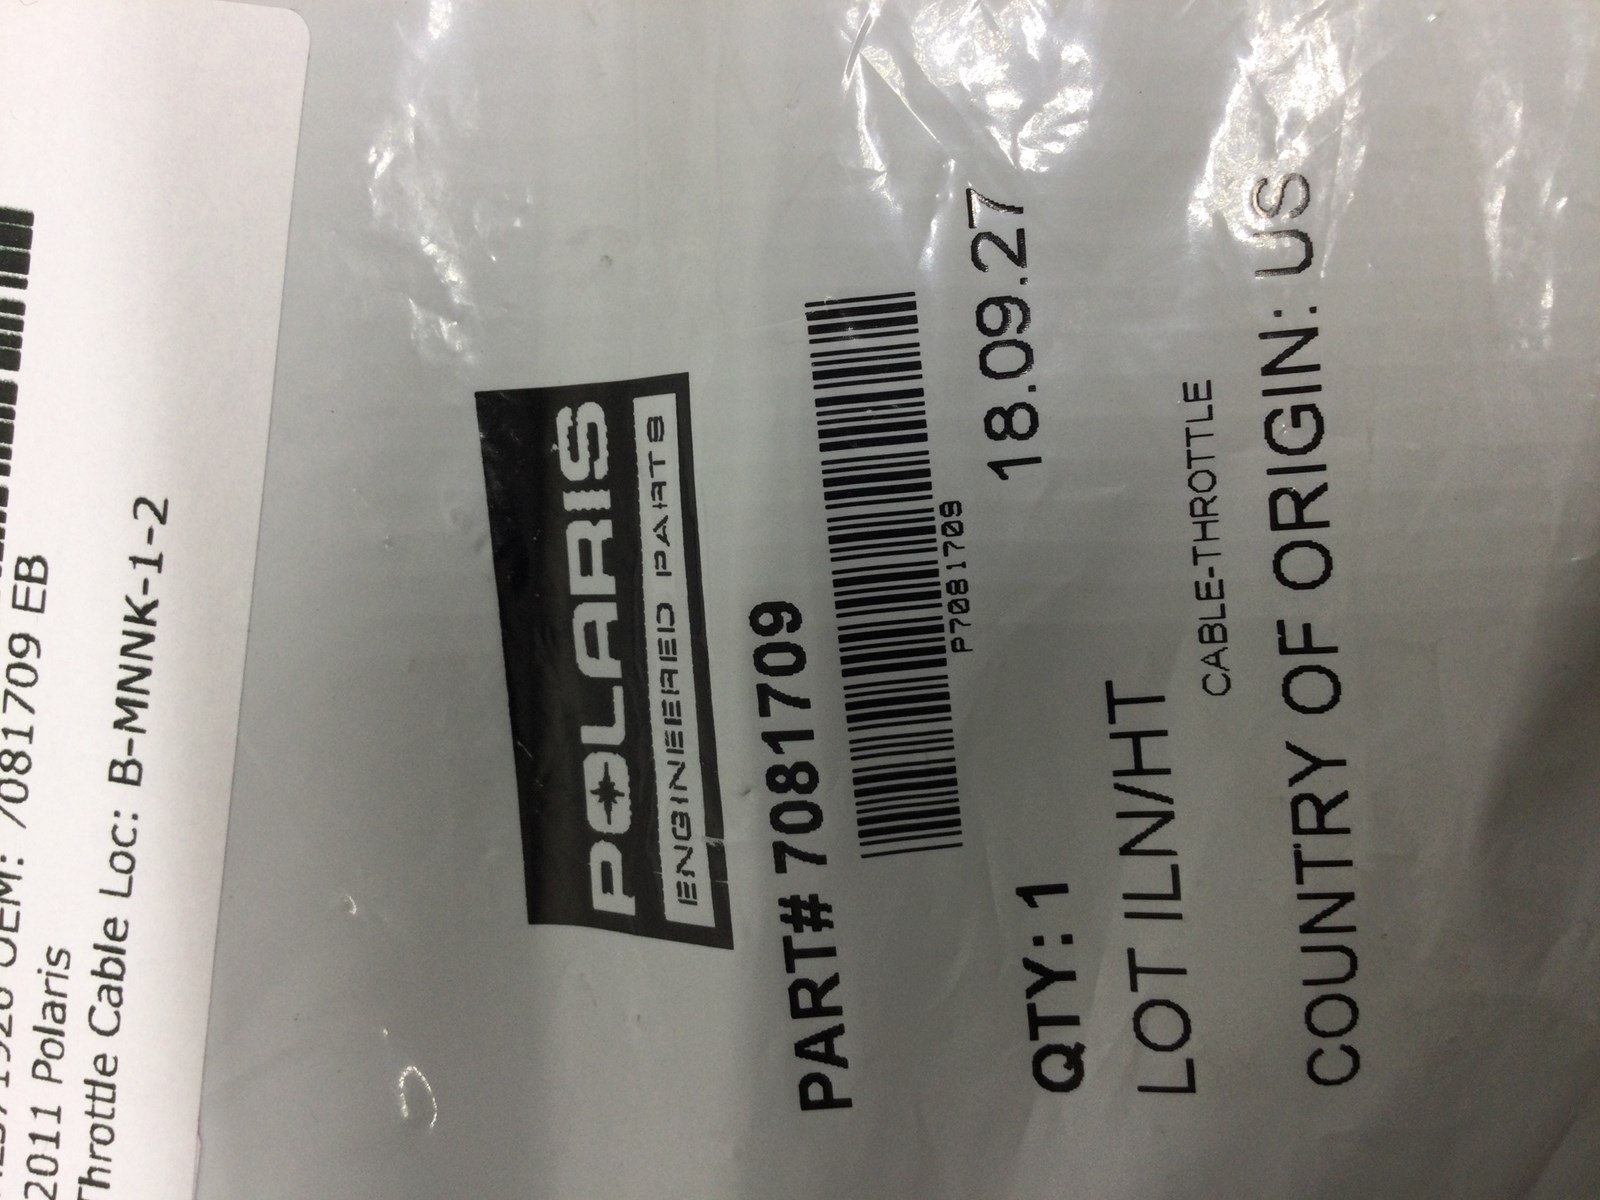 OEM: 7081709 EB
2011 Polaris
Throttle Cable Loc: B-MNNK-1-2
POLARIS
ENGINEERED PARTS
PART# 7081709
P7081709
18.09.27
QTY: 1
LOT ILN/HT
CABLE-THROTTLE
COUNTRY OF ORIGIN: US